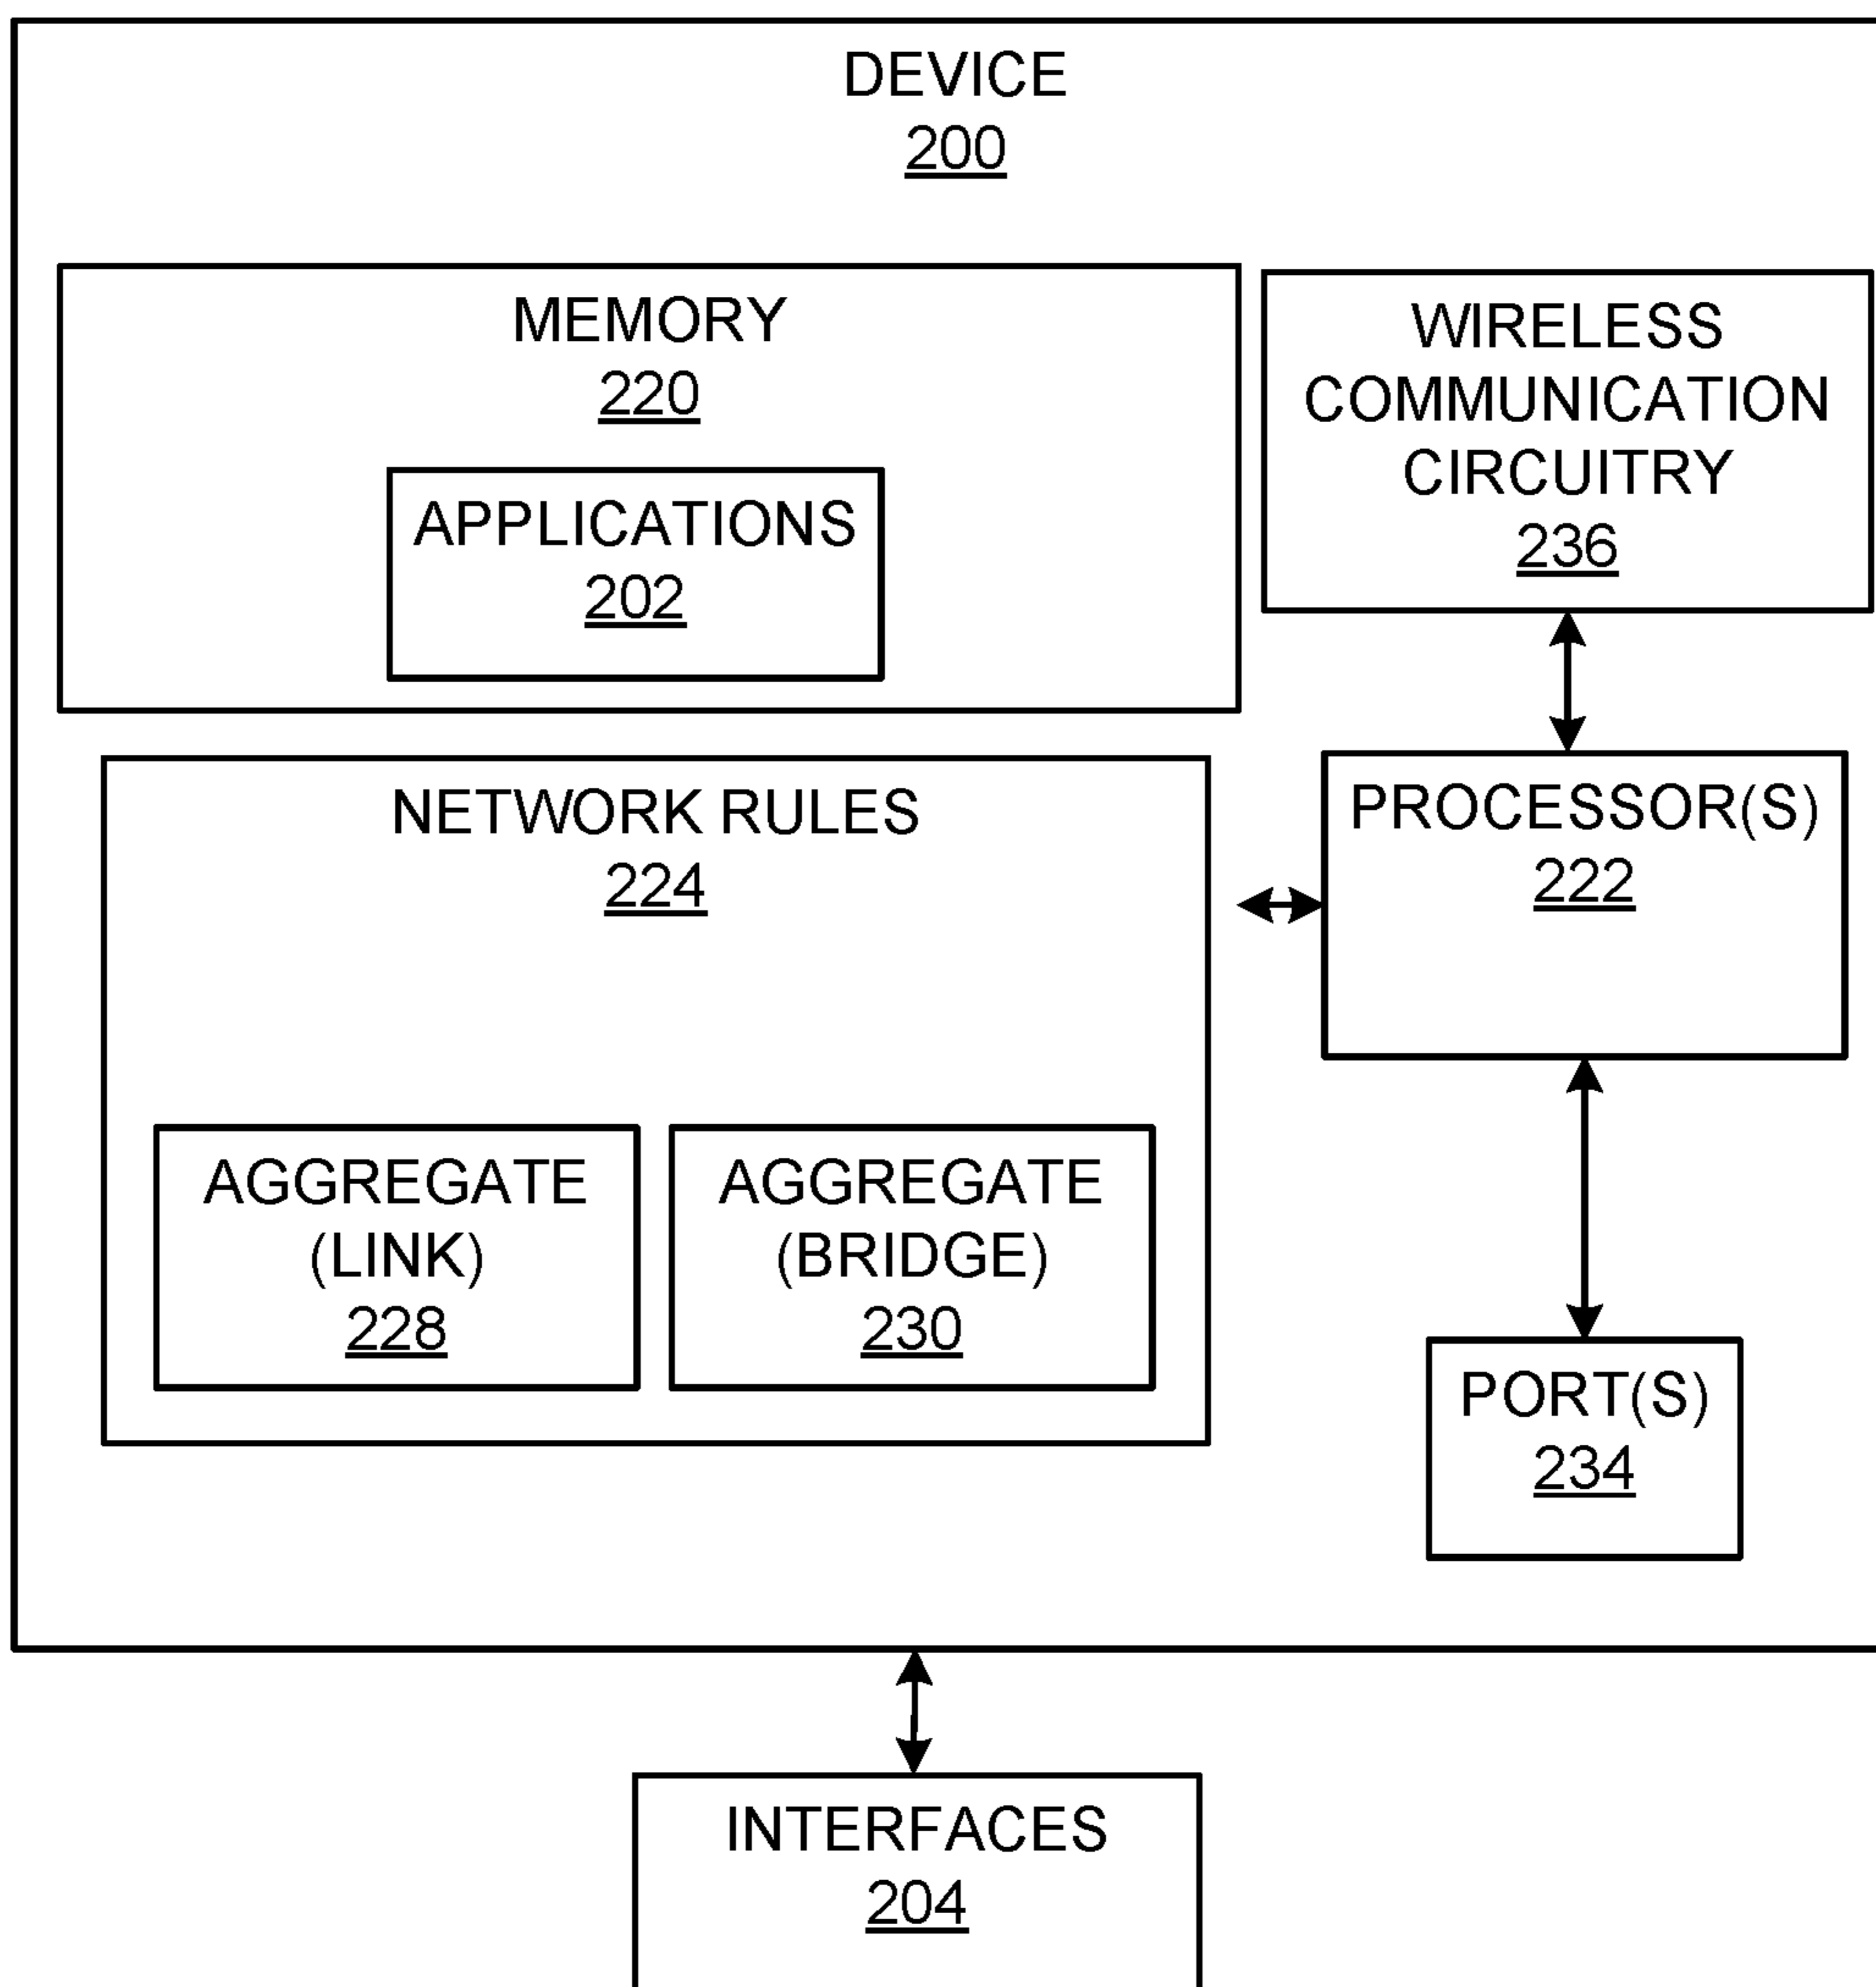 DEVICE
200
MEMORY
220
APPLICATIONS
202
WIRELESS
COMMUNICATION
CIRCUITRY
236
NETWORK RULES
224
PROCESSOR(S)
222
AGGREGATE
(LINK)
228
AGGREGATE
(BRIDGE)
230
PORT(S)
234
INTERFACES
204